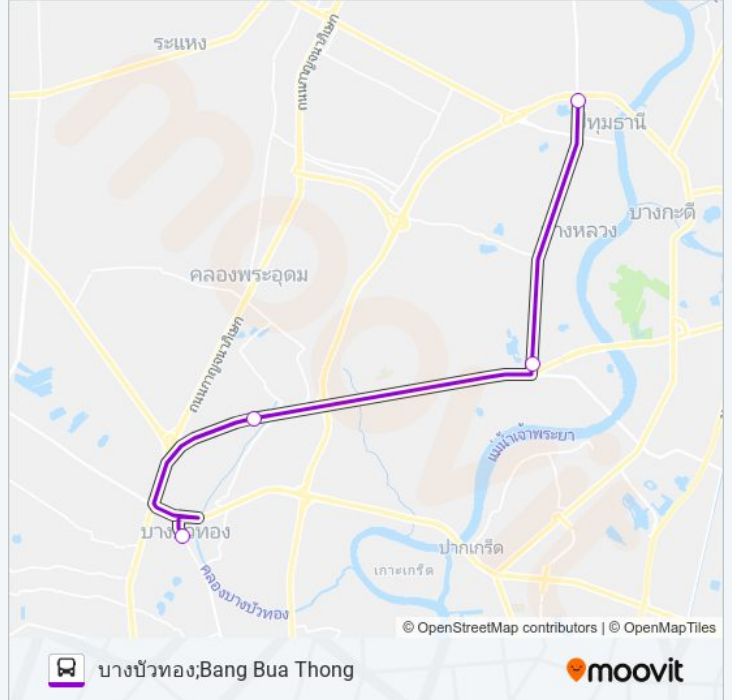 ระแหง
ถนนกาญจนาภิเษก
ปทุมธานี
บางกะดี
างหลวง
คลองพระอุดม
ถนนกาญจนาภิเษก
แม่น้ำเจ้าพระยา
บางบัวทอง
ปากเกร็ด
เกาะเกร็ด
คลองบางบัวทอง
moovit
© OpenStreetMap contributors | © OpenMapTiles
บางบัวทอง;Bang Bua Thong
moovit